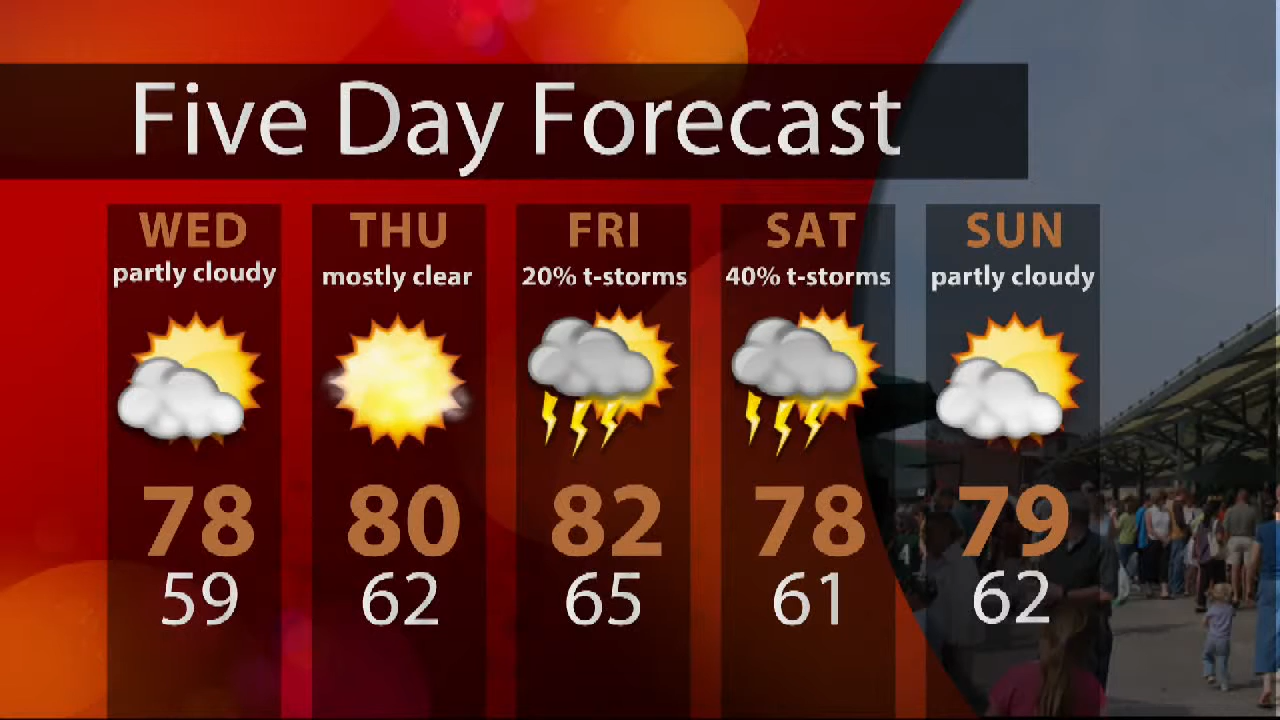 Five Day Forecast
WED
partly cloudy
78
59
THU
mostly clear
80
62
FRI
20% t-storms
82
65
SAT
40% t-storms
78
61
SUN
partly cloudy
79
62